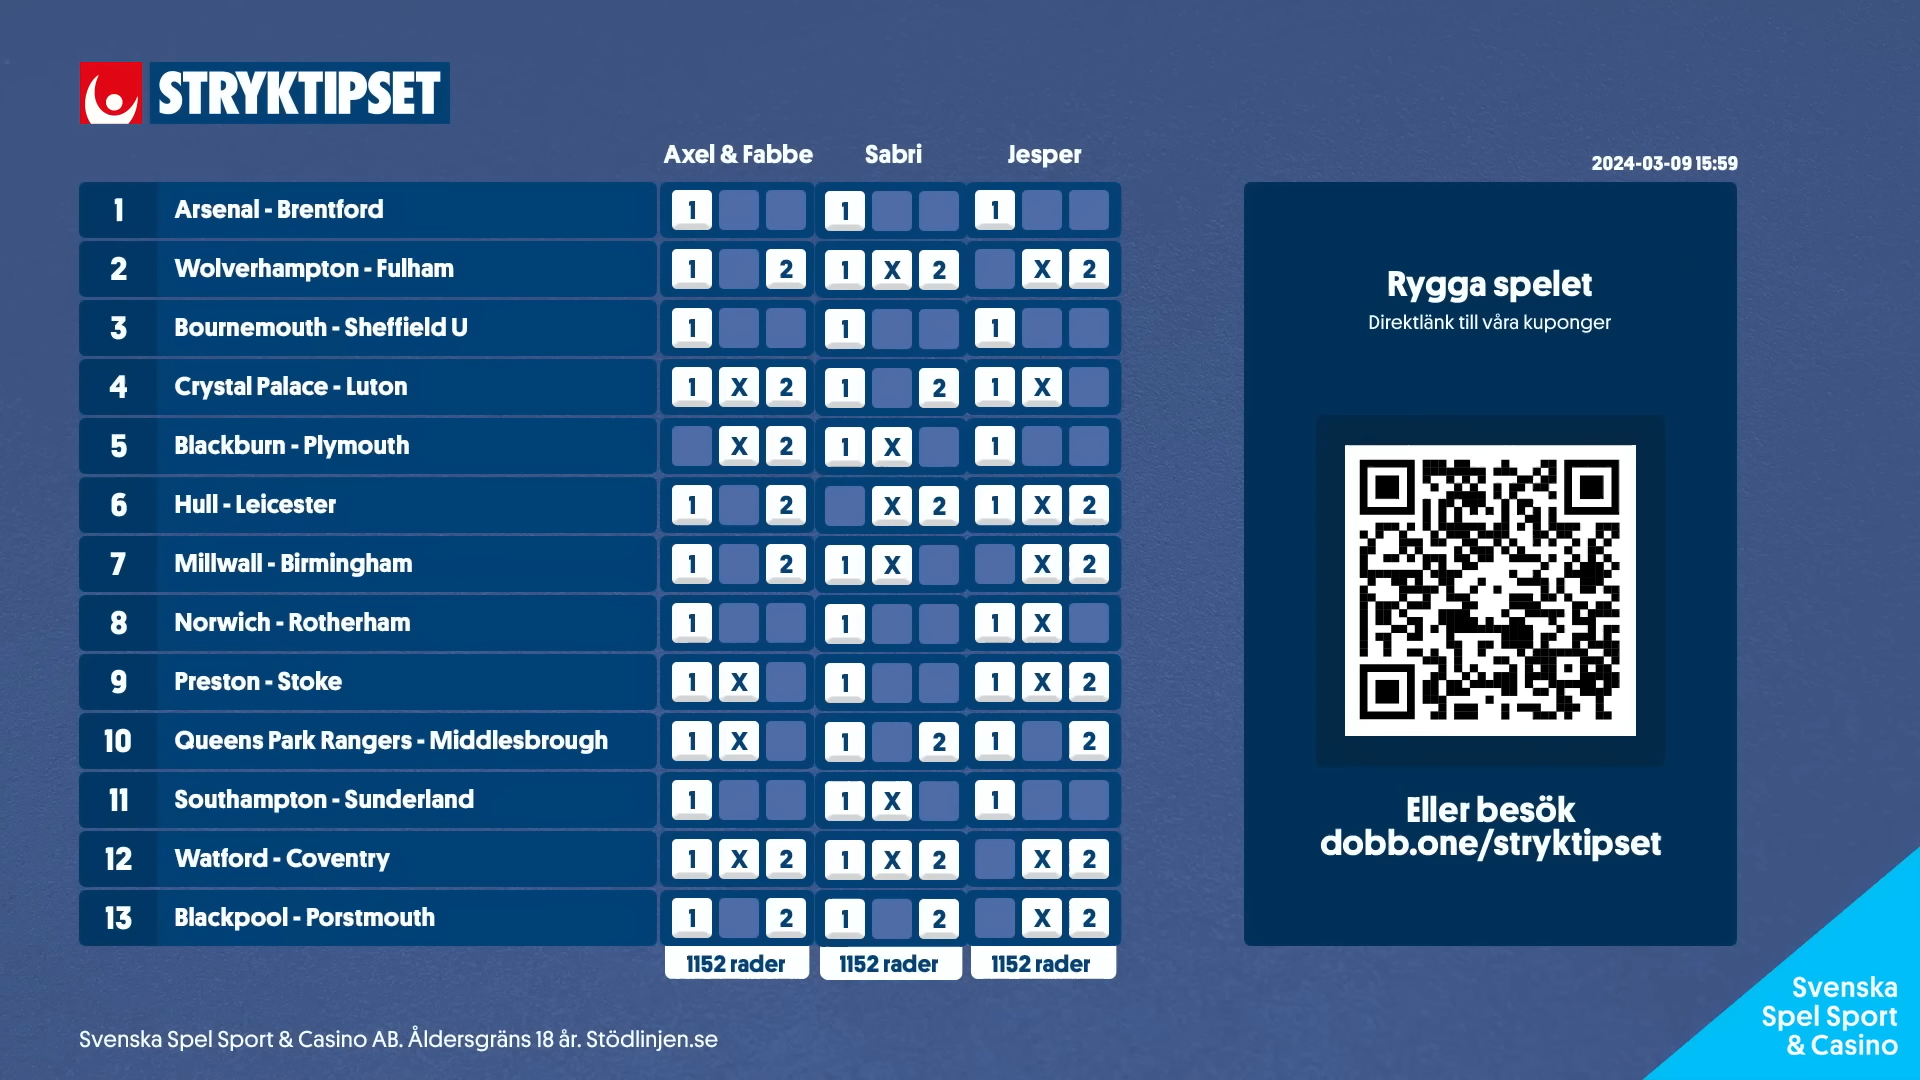 STRYKTIPSET
Axel & Fabbe Sabri Jesper
2024-03-09 15:59
1 Arsenal - Brentford 1 1 1
2 Wolverhampton - Fulham 1 2 1 X 2 X 2
3 Bournemouth - Sheffield U 1 1 1
4 Crystal Palace - Luton 1 X 2 1 2 1 X
5 Blackburn - Plymouth X 2 1 X 1
6 Hull - Leicester 1 2 X 2 1 X 2
7 Millwall - Birmingham 1 2 1 X X 2
8 Norwich - Rotherham 1 1 1 X
9 Preston - Stoke 1 X 1 1 X 2
10 Queens Park Rangers - Middlesbrough 1 X 1 2 1 2
11 Southampton - Sunderland 1 1 X 1
12 Watford - Coventry 1 X 2 1 X 2 X 2
13 Blackpool - Porstmouth 1 2 1 2 X 2
1152 rader 1152 rader 1152 rader
Rygga spelet
Direktlänk till våra kuponger
Eller besök
dobb.one/stryktipset
Svenska Spel Sport & Casino AB. Åldersgräns 18 år. Stödlinjen.se
Svenska
Spel Sport
& Casino